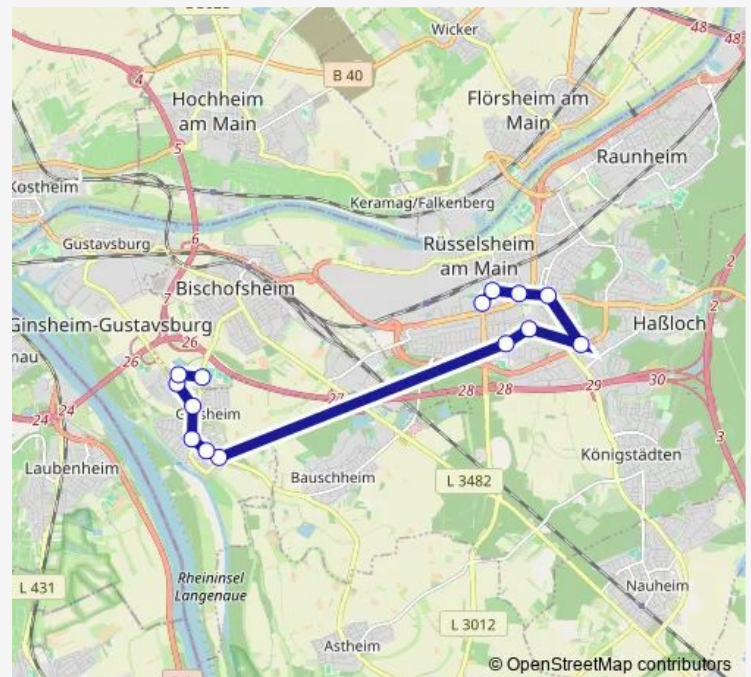 48
48
Wicker
4
B 40
Hochheim
am Main
Flörsheim am
Main
5
Raunheim
Kostheim
Keramag/Falkenberg
Gustavsburg
6
Rüsselsheim
am Main
2
Bischofsheim
7
2
Ginsheim-Gustavsburg
Haßloch
26
26
nau
27
28
28
29
30
24
24
3
Laubenheim
Königstädten
Bauschheim
L 3482
L 431
Rheininsel
Langenaue
Nauheim
L 3012
Astheim
© OpenStreetMap contributors